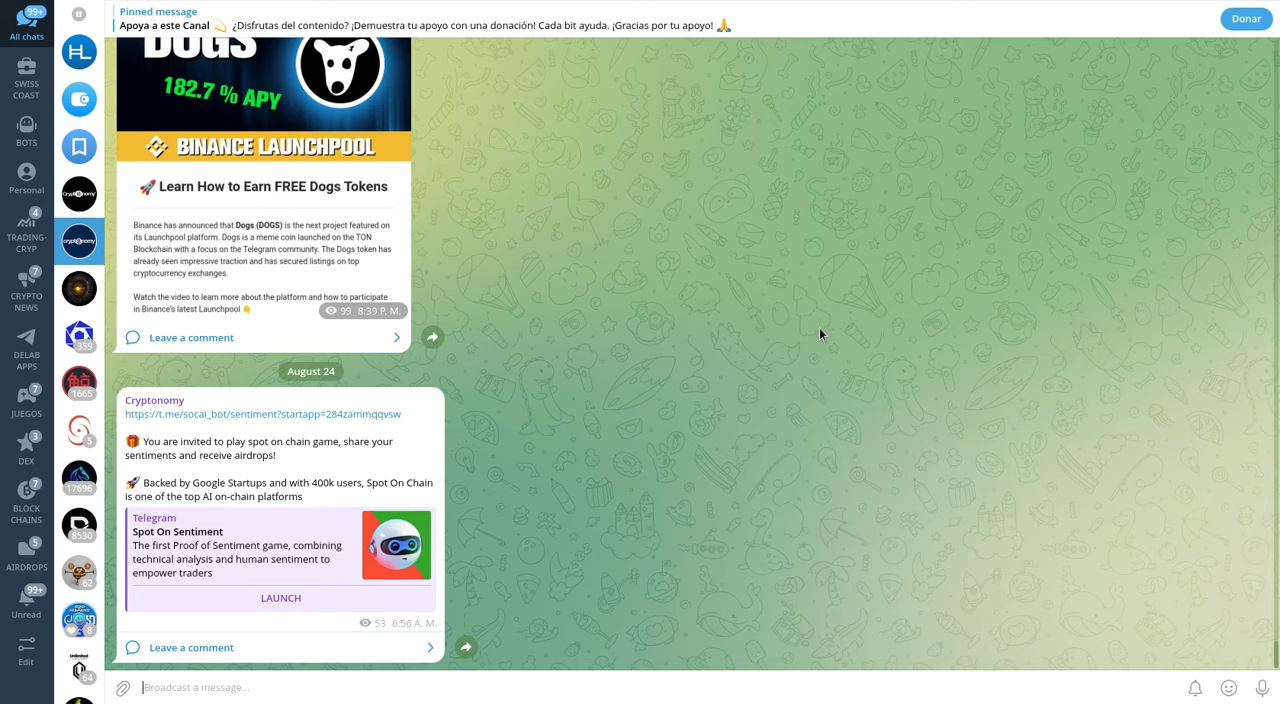 99+
All chats
SWISS
COAST
BOTS
Personal
4
TRADING-
CRYP
7
CRYPTO
NEWS
DELAB
APPS
7
JUEGOS
3
DEX
7
BLOCK
CHAINS
5
AIRDROPS
99+
Unread
Edit
HL
Cryptonomy
cryptonomy
359
1665
5
17696
8530
62
8
64
Pinned message
Apoya a este Canal 💫 ¿Disfrutas del contenido? ¡Demuestra tu apoyo con una donación! Cada bit ayuda. ¡Gracias por tu apoyo! 🙏
Donar
DOGS
182.7 % APY
BINANCE LAUNCHPOOL
🚀 Learn How to Earn FREE Dogs Tokens
Binance has announced that Dogs (DOGS) is the next project featured on
its Launchpool platform. Dogs is a meme coin launched on the TON
Blockchain with a focus on the Telegram community. The Dogs token has
already seen impressive traction and has secured listings on top
cryptocurrency exchanges.
Watch the video to learn more about the platform and how to participate
in Binance's latest Launchpool 👇
99 8:39 P. M.
Leave a comment
August 24
Cryptonomy
https://t.me/socai_bot/sentiment?startapp=284zammqqvsw
🎁 You are invited to play spot on chain game, share your
sentiments and receive airdrops!
🚀 Backed by Google Startups and with 400k users, Spot On Chain
is one of the top AI on-chain platforms
Telegram
Spot On Sentiment
The first Proof of Sentiment game, combining
technical analysis and human sentiment to
empower traders
LAUNCH
53 6:56 A. M.
Leave a comment
Broadcast a message...